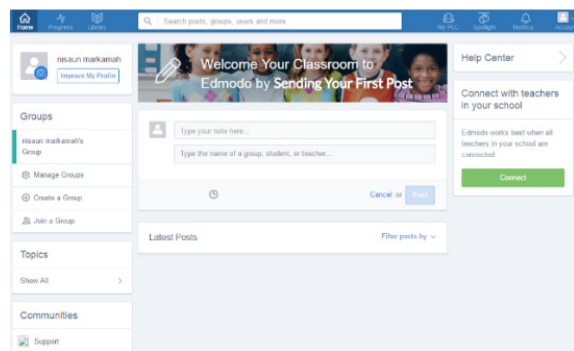 Home
Progress
Library
Search posts, groups, users and more
My PLC
Spotlight
Notifica...
Accou
nisaun markamah
Improve My Profile
Groups
nisaun markamah's
Group
Manage Groups
Create a Group
Join a Group
Topics
Show All
Communities
Support
Welcome Your Classroom to
Edmodo by Sending Your First Post
Type your note here...
Type the name of a group, student, or teacher...
Cancel or Post
Latest Posts
Filter posts by
Help Center
Connect with teachers
in your school
Edmodo works best when all
teachers in your school are
connected.
Connect